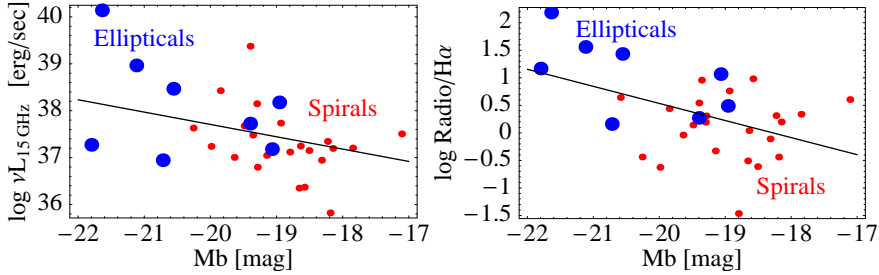 40
39
38
37
36
log νL15 GHz [erg/sec]
Ellipticals
Spirals
−22 −21 −20 −19 −18 −17
Mb [mag]
2
1.5
1
0.5
0
−0.5
−1
−1.5
log Radio/Hα
Ellipticals
Spirals
−22 −21 −20 −19 −18 −17
Mb [mag]